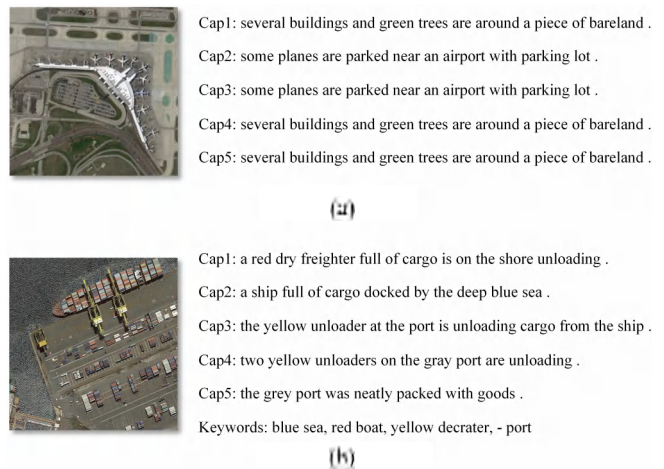 Cap1: several buildings and green trees are around a piece of bareland .
Cap2: some planes are parked near an airport with parking lot .
Cap3: some planes are parked near an airport with parking lot .
Cap4: several buildings and green trees are around a piece of bareland .
Cap5: several buildings and green trees are around a piece of bareland .
(a)
Cap1: a red dry freighter full of cargo is on the shore unloading .
Cap2: a ship full of cargo docked by the deep blue sea .
Cap3: the yellow unloader at the port is unloading cargo from the ship .
Cap4: two yellow unloaders on the gray port are unloading .
Cap5: the grey port was neatly packed with goods .
Keywords: blue sea, red boat, yellow decrater, - port
(b)